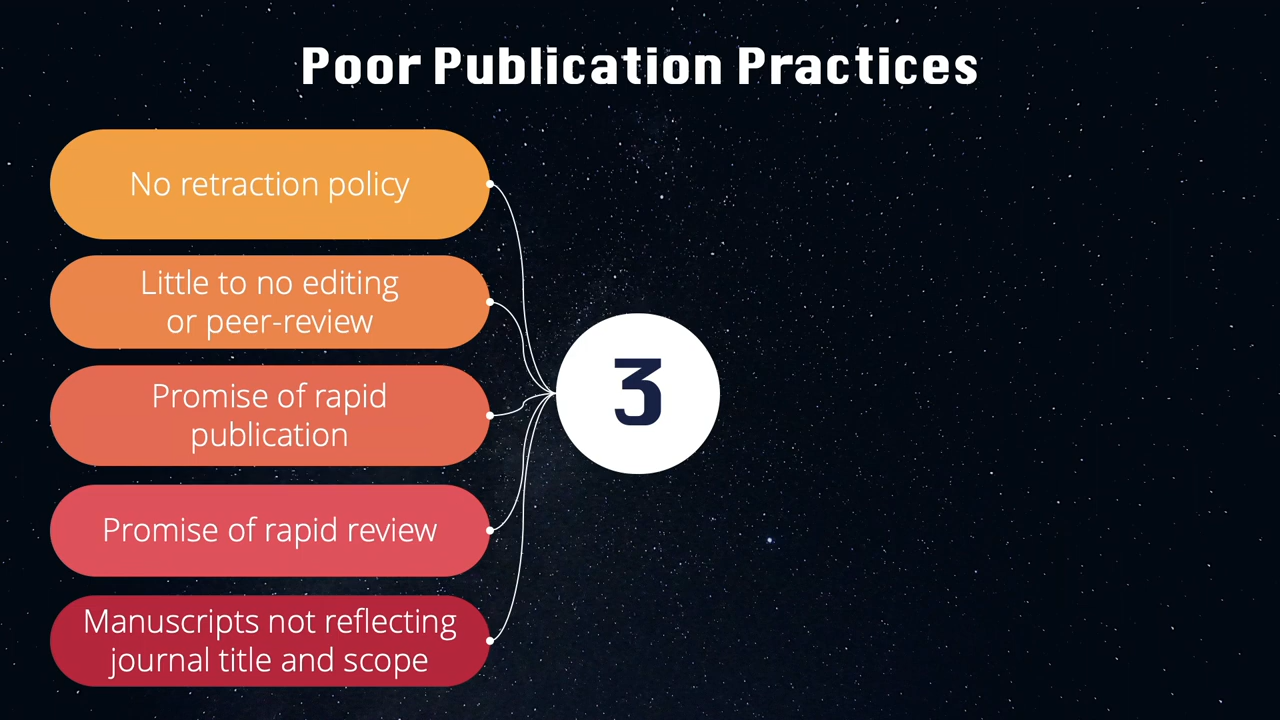 Poor Publication Practices
No retraction policy
Little to no editing
or peer-review
Promise of rapid
publication
Promise of rapid review
Manuscripts not reflecting
journal title and scope
3